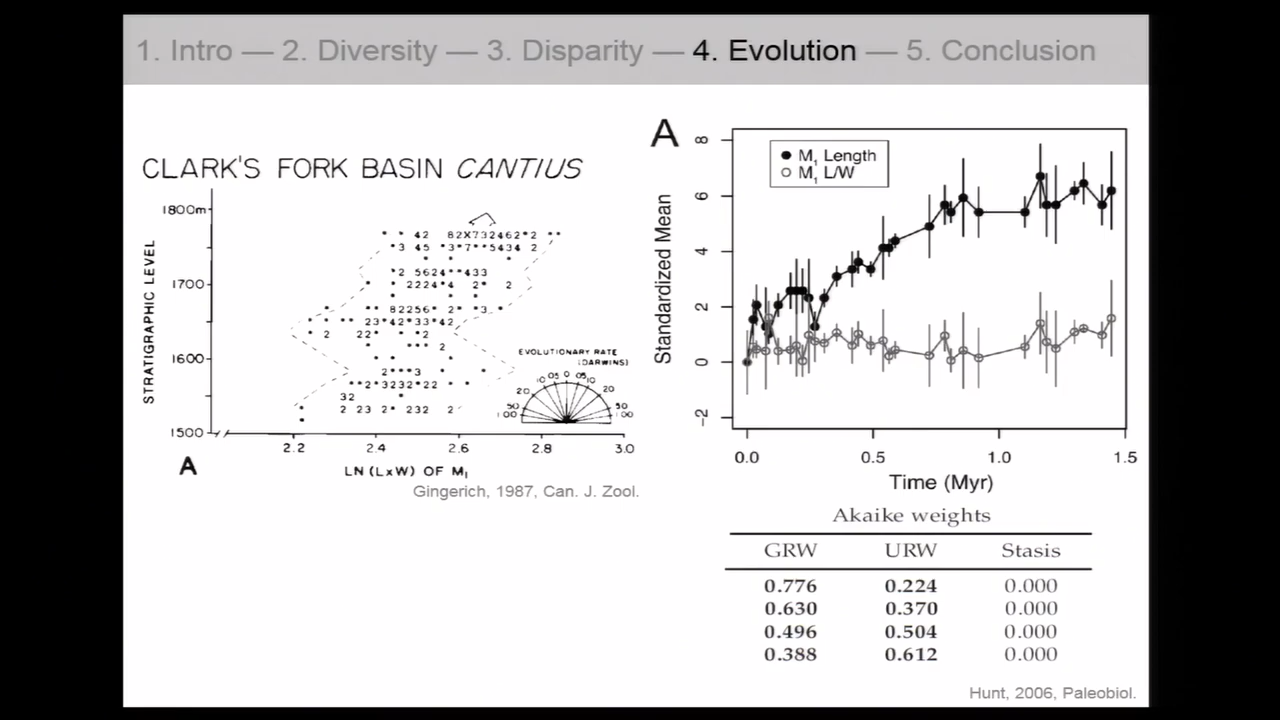 1. Intro — 2. Diversity — 3. Disparity — 4. Evolution — 5. Conclusion
CLARK'S FORK BASIN CANTIUS
STRATIGRAPHIC LEVEL
1800m
1700
1600
1500
2.2 2.4 2.6 2.8 3.0
LN (LxW) OF M₁
EVOLUTIONARY RATE
(DARWINS)
A
Gingerich, 1987, Can. J. Zool.
A
M₁ Length
M₁ L/W
Standardized Mean
8
6
4
2
0
-2
0.0 0.5 1.0 1.5
Time (Myr)
Akaike weights
GRW URW Stasis
0.776 0.224 0.000
0.630 0.370 0.000
0.496 0.504 0.000
0.388 0.612 0.000
Hunt, 2006, Paleobiol.